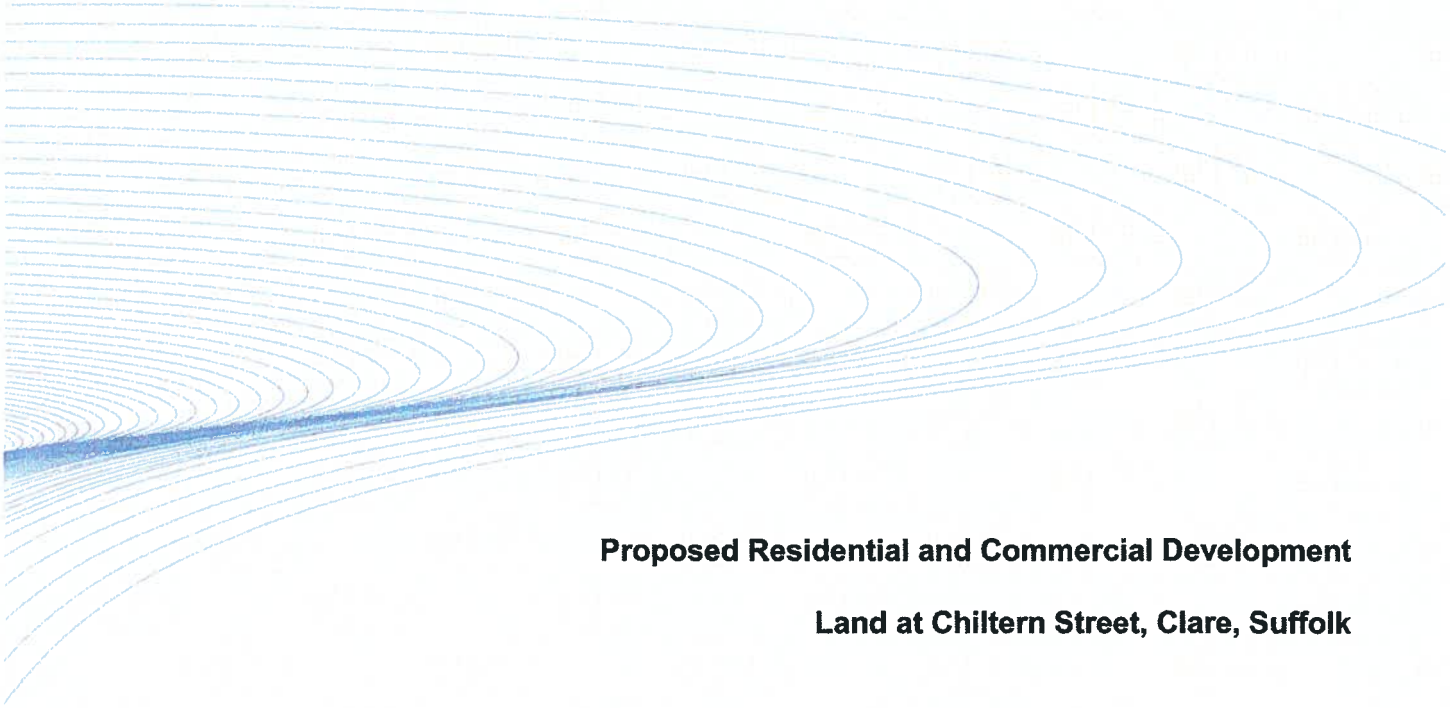 Proposed Residential and Commercial Development
Land at Chiltern Street, Clare, Suffolk